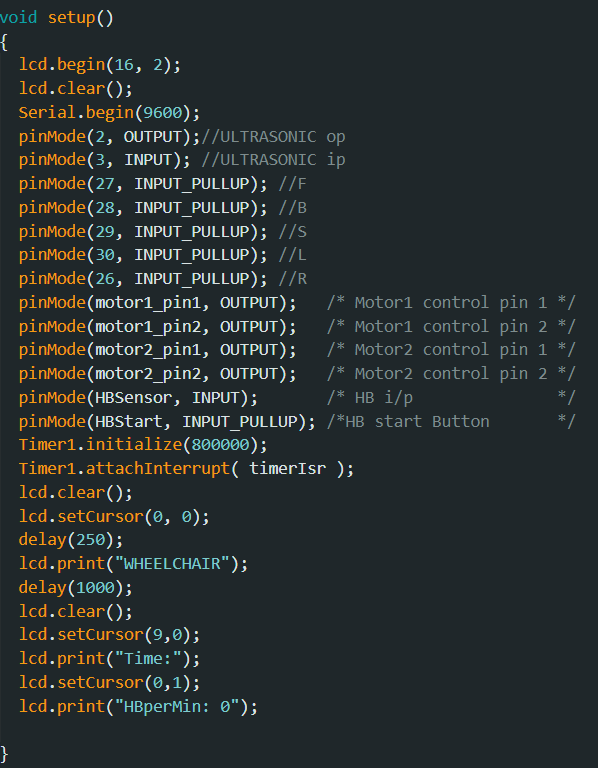 void setup()
{
  lcd.begin(16, 2);
  lcd.clear();
  Serial.begin(9600);
  pinMode(2, OUTPUT);//ULTRASONIC op
  pinMode(3, INPUT); //ULTRASONIC ip
  pinMode(27, INPUT_PULLUP); //F
  pinMode(28, INPUT_PULLUP); //B
  pinMode(29, INPUT_PULLUP); //S
  pinMode(30, INPUT_PULLUP); //L
  pinMode(26, INPUT_PULLUP); //R
  pinMode(motor1_pin1, OUTPUT);   /* Motor1 control pin 1 */
  pinMode(motor1_pin2, OUTPUT);   /* Motor1 control pin 2 */
  pinMode(motor2_pin1, OUTPUT);   /* Motor2 control pin 1 */
  pinMode(motor2_pin2, OUTPUT);   /* Motor2 control pin 2 */
  pinMode(HBSensor, INPUT);       /* HB i/p               */
  pinMode(HBStart, INPUT_PULLUP); /*HB start Button       */
  Timer1.initialize(800000);
  Timer1.attachInterrupt( timerIsr );
  lcd.clear();
  lcd.setCursor(0, 0);
  delay(250);
  lcd.print("WHEELCHAIR");
  delay(1000);
  lcd.clear();
  lcd.setCursor(9,0);
  lcd.print("Time:");
  lcd.setCursor(0,1);
  lcd.print("HBperMin: 0");
}